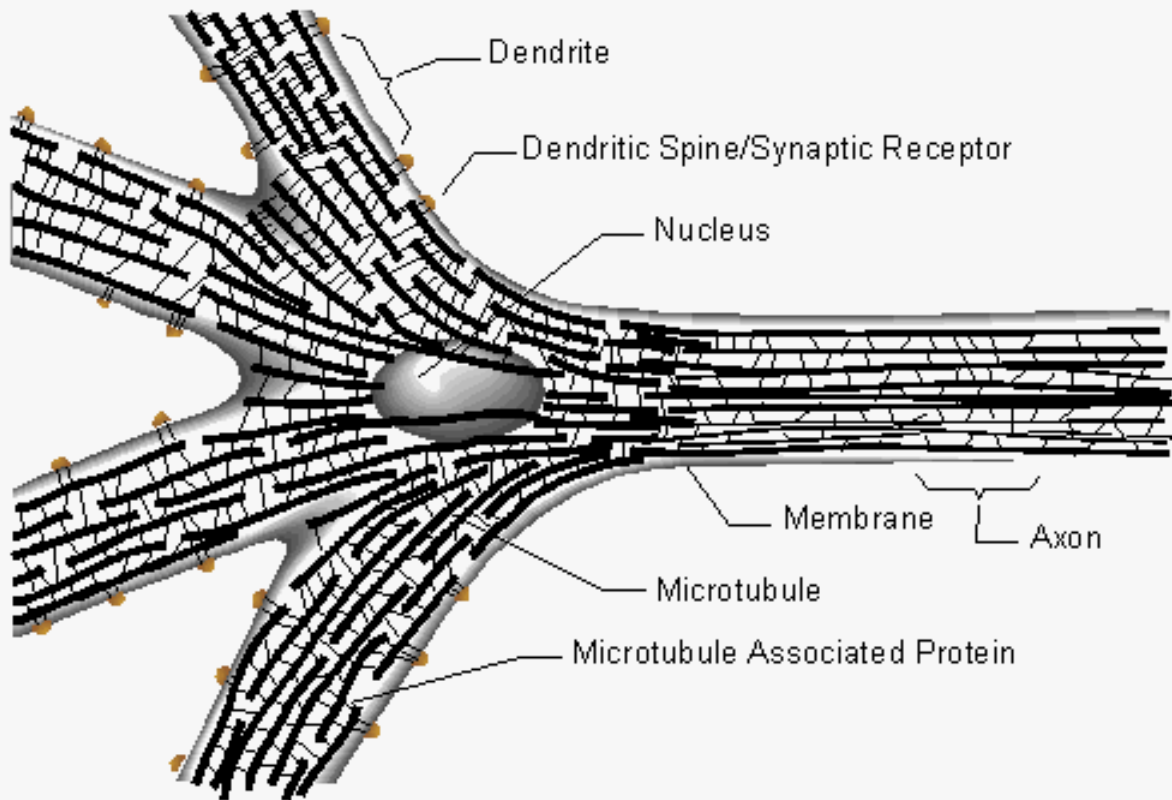 Dendrite
Dendritic Spine/Synaptic Receptor
Nucleus
Membrane
Axon
Microtubule
Microtubule Associated Protein